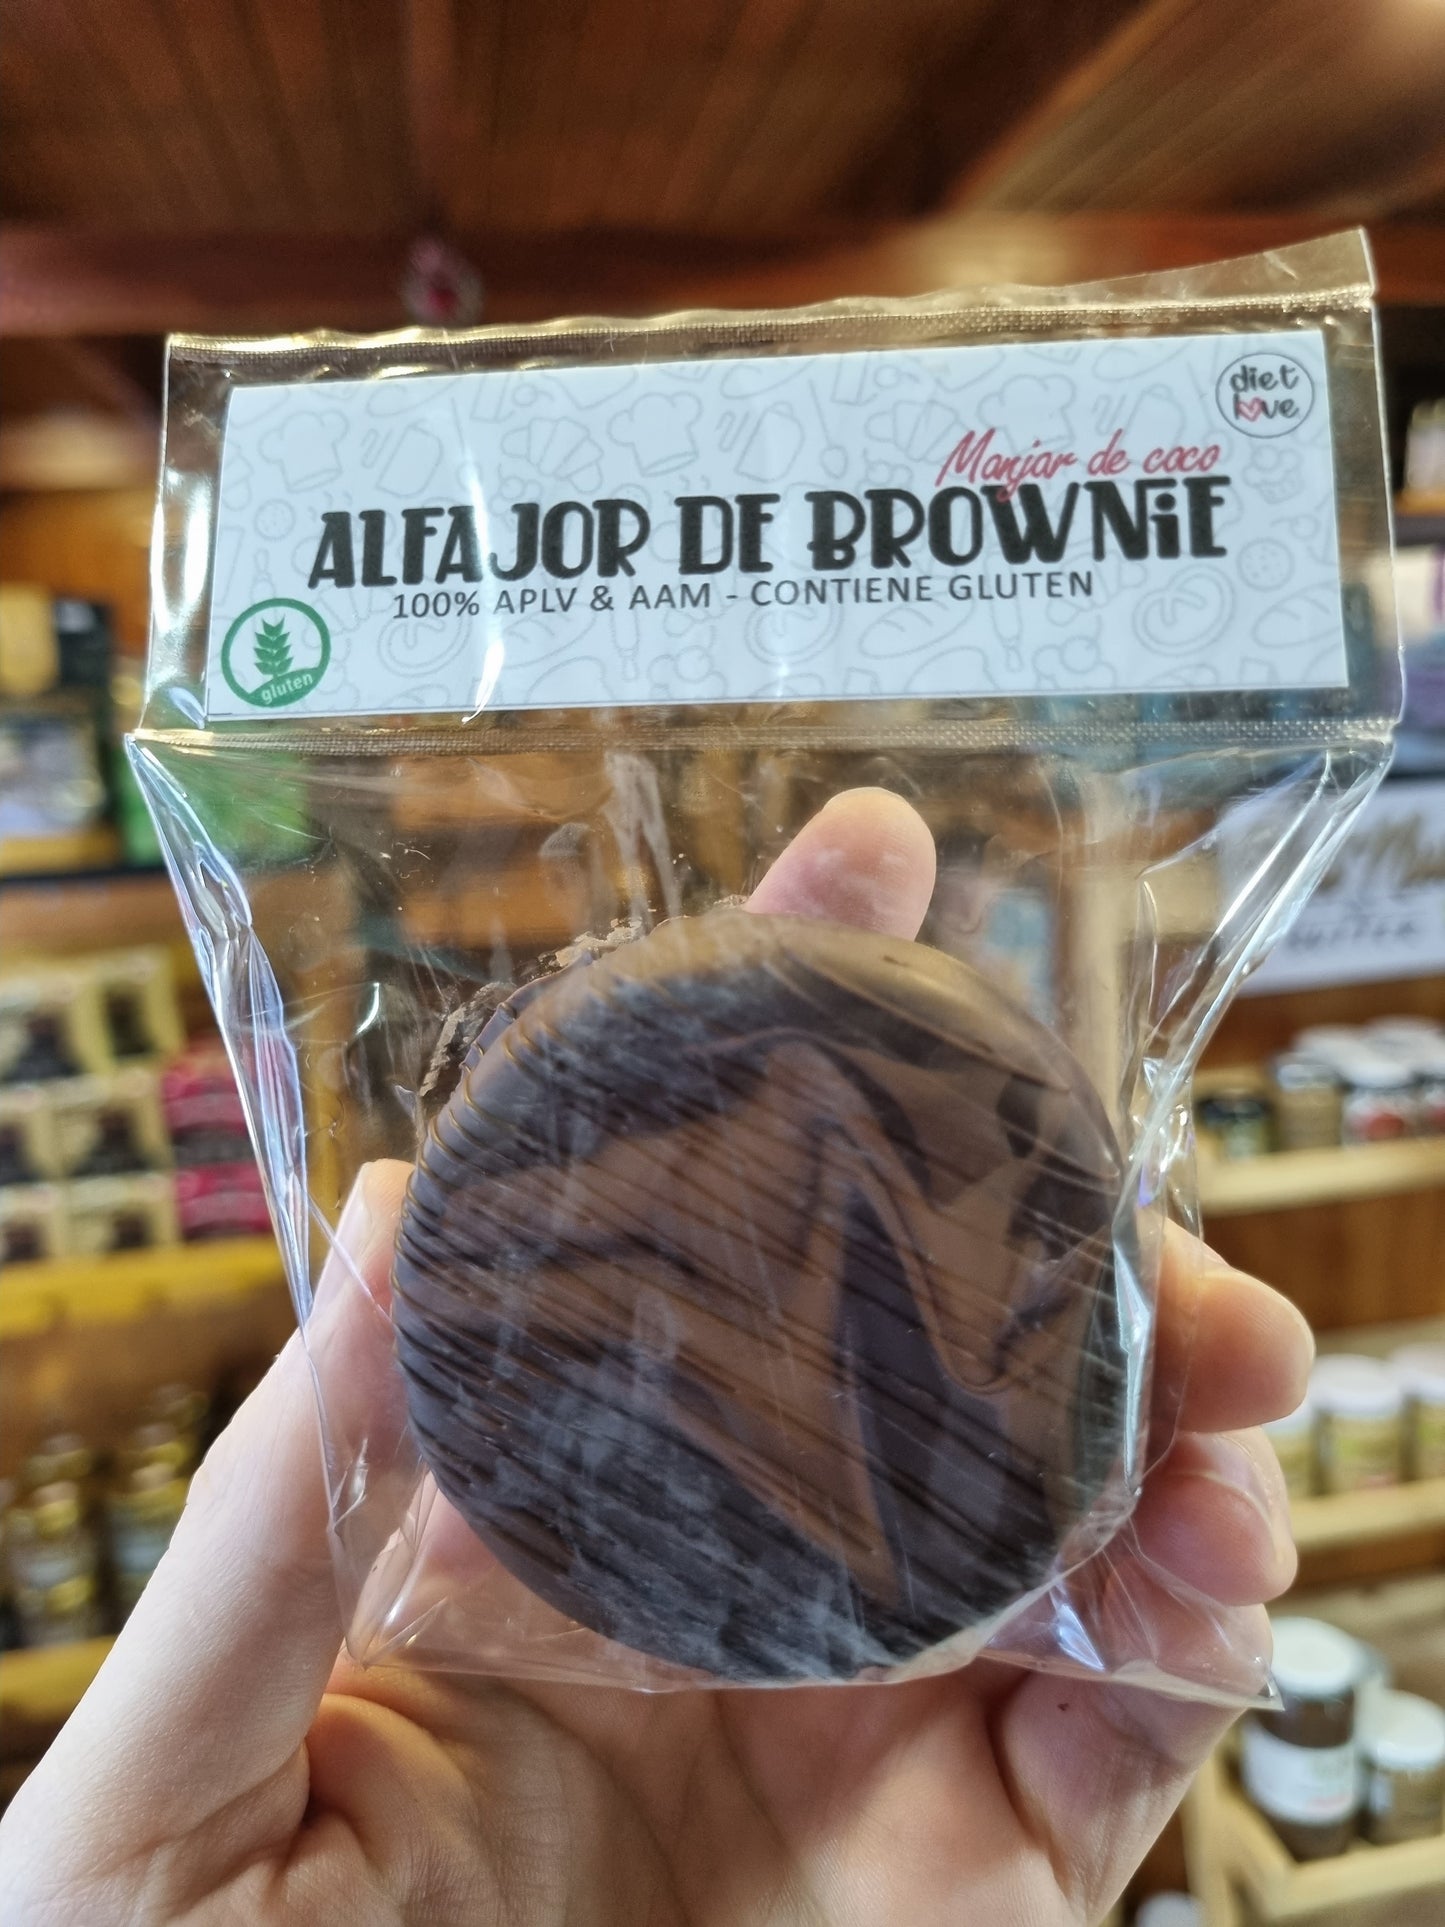 diet
love
Manjar de coco
ALFAJOR DE BROWNIE
100% APLV & AAM - CONTIENE GLUTEN
gluten